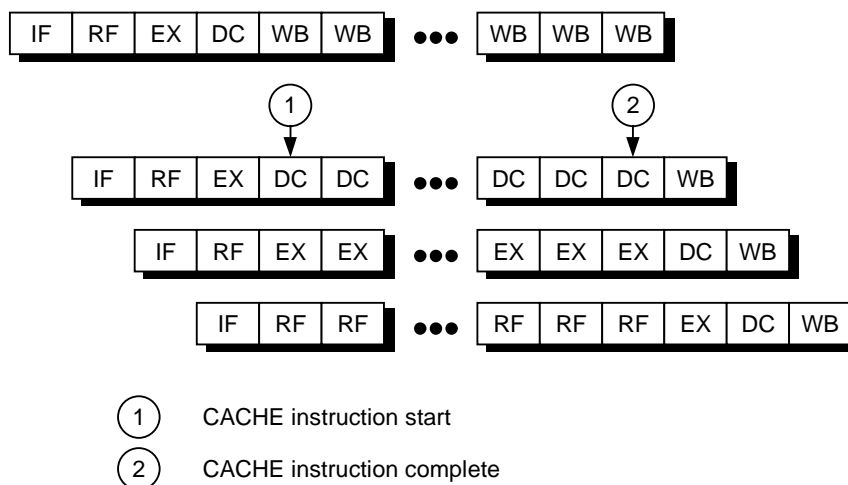 IF RF EX DC WB WB ●●● WB WB WB
1 2
IF RF EX DC DC ●●● DC DC DC WB
IF RF EX EX ●●● EX EX EX DC WB
IF RF RF ●●● RF RF RF EX DC WB
1 CACHE instruction start
2 CACHE instruction complete